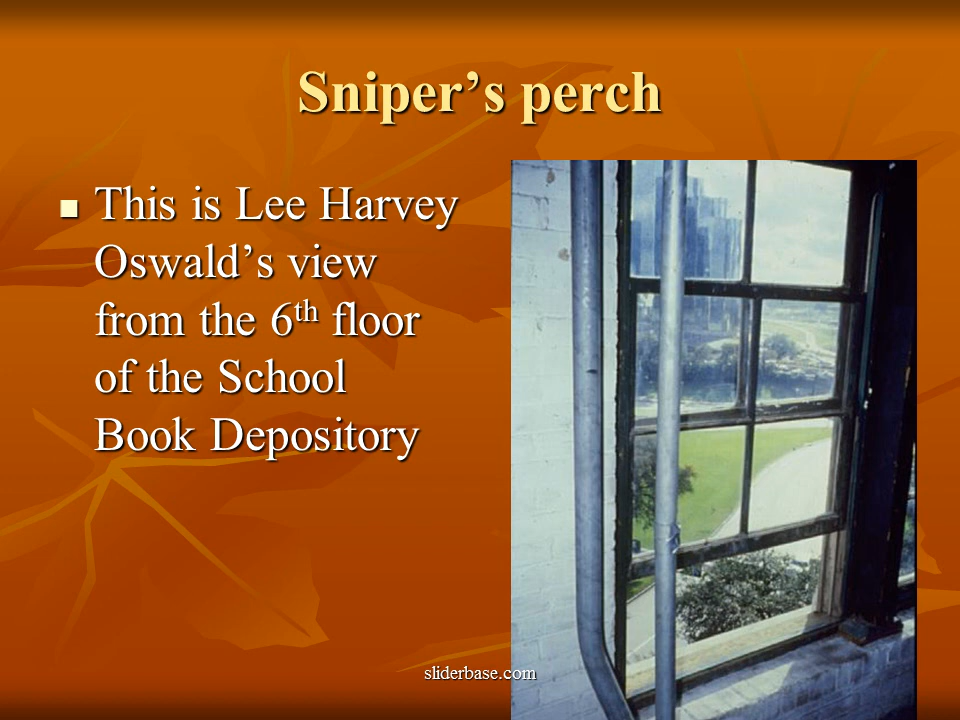 Sniper’s perch
■ This is Lee Harvey
Oswald’s view
from the 6th floor
of the School
Book Depository
sliderbase.com